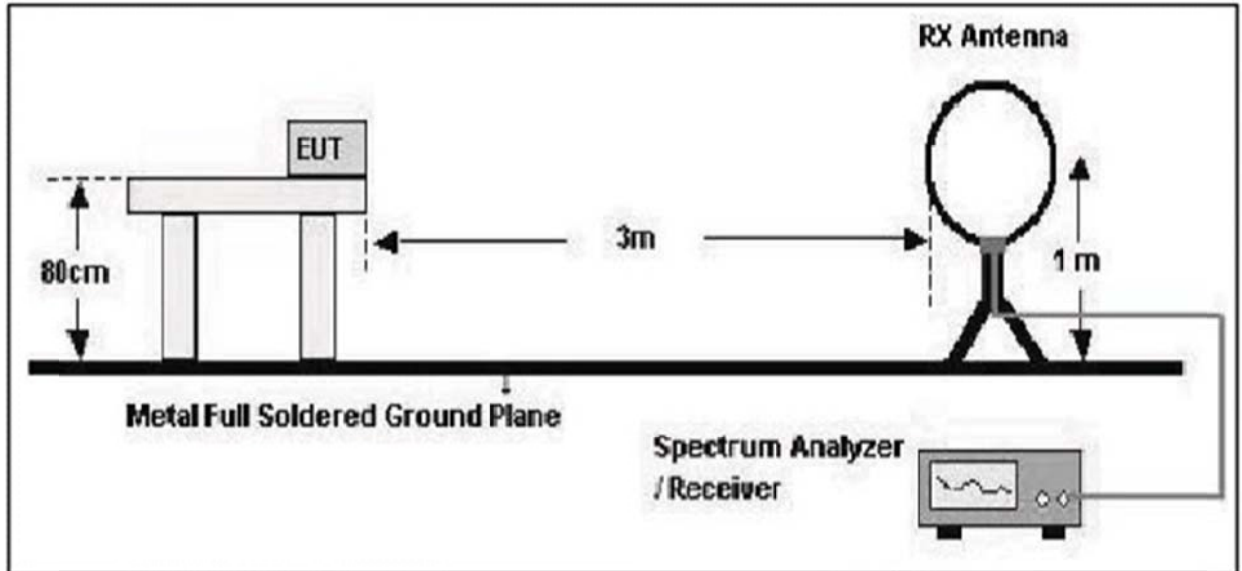 RX Antenna
EUT
3m
80cm
1 m
Metal Full Soldered Ground Plane
Spectrum Analyzer
/ Receiver